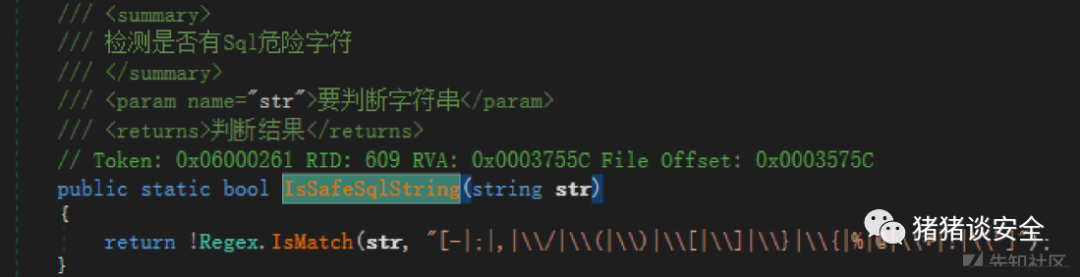 /// <summary>
/// 检测是否有Sql危险字符
/// </summary>
/// <param name="str">要判断字符串</param>
/// <returns>判断结果</returns>
// Token: 0x06000261 RID: 609 RVA: 0x0003755C File Offset: 0x0003575C
public static bool IsSafeSqlString(string str)
{
return !Regex.IsMatch(str, "[-|;|,|\\/|\\(|\\)|\\[|\\]|\\}|\\{|%|
}
猪猪谈安全
先知社区